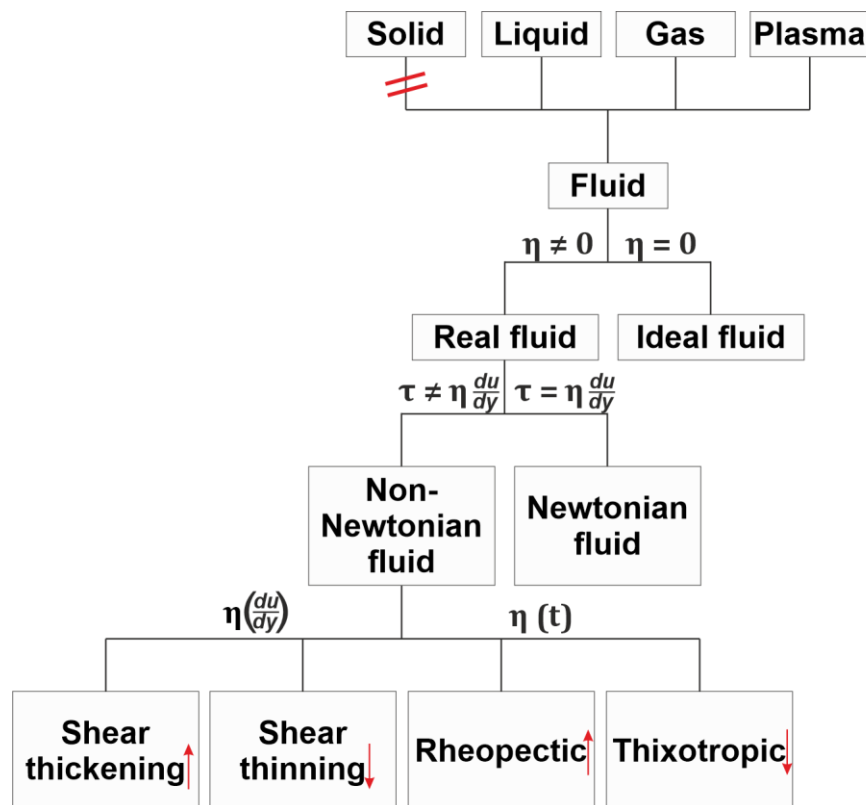 Solid Liquid Gas Plasma
Fluid
η ≠ 0 η = 0
Real fluid Ideal fluid
τ ≠ η du/dy τ = η du/dy
Non-
Newtonian
fluid
Newtonian
fluid
η(du/dy) η (t)
Shear
thickening
Shear
thinning
Rheopectic
Thixotropic